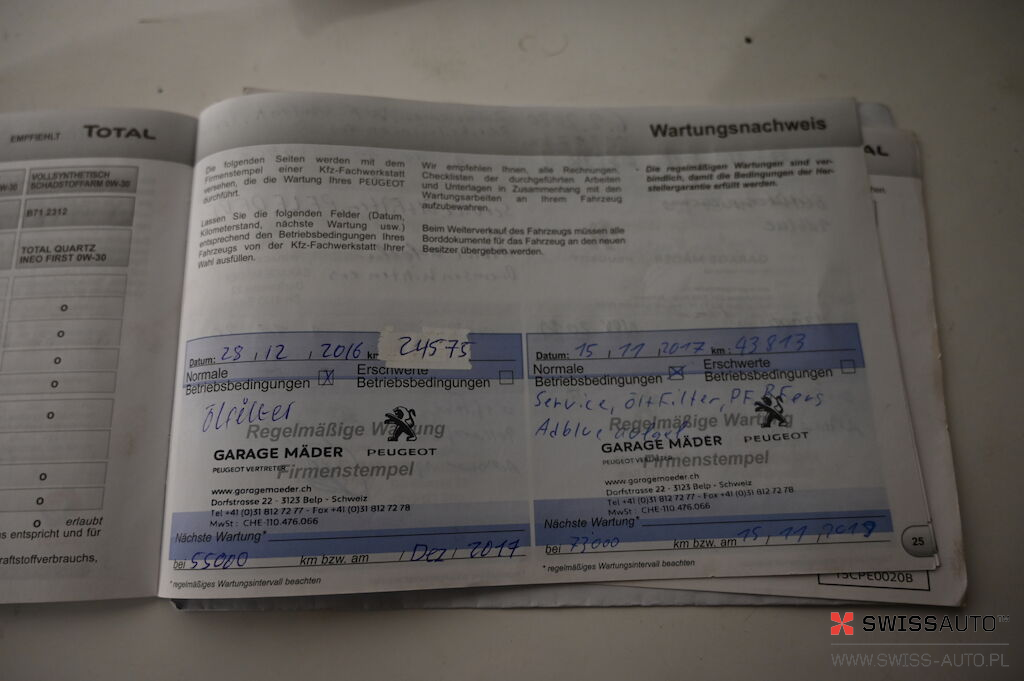 EMPFIEHLT TOTAL
W-30
VOLLSYNTHETISCH
SCHADSTOFFARM 0W-30
B71 2312
TOTAL QUARTZ
INEO FIRST 0W-30
o
o
o
o
o
o
o
o
erlaubt
s entspricht und für
raftstoffverbrauchs,
Wartungsnachweis
Die folgenden Seiten werden mit dem
Firmenstempel einer Kfz-Fachwerkstatt
versehen, die die Wartung Ihres PEUGEOT
durchführt.
Lassen Sie die folgenden Felder (Datum,
Kilometerstand, nächste Wartung usw.)
entsprechend den Betriebsbedingungen Ihres
Fahrzeugs von der Kfz-Fachwerkstatt Ihrer
Wahl ausfüllen.
Wir empfehlen Ihnen, alle Rechnungen,
Checklisten der durchgeführten Arbeiten
und Unterlagen in Zusammenhang mit den
Wartungsarbeiten an Ihrem Fahrzeug
aufzubewahren.
Beim Weiterverkauf des Fahrzeugs müssen alle
Borddokumente für das Fahrzeug an den neuen
Besitzer übergeben werden.
Die regelmäßigen Wartungen sind ver-
bindlich, damit die Bedingungen der Her-
stellergarantie erfüllt werden.
Datum: 28 , 12 , 2016 km 24575
Normale
Betriebsbedingungen X
Erschwerte
Betriebsbedingungen
Ölfilter
Regelmäßige Wartung
GARAGE MÄDER PEUGEOT
PEUGEOT VERTRETER
Firmenstempel
www.garagemaeder.ch
Dorfstrasse 22 - 3123 Belp - Schweiz
Tel +41 (0)31 812 72 77 - Fax +41 (0)31 812 72 78
MwSt : CHE-110.476.066
Nächste Wartung*
bei 55000 km bzw. am / Dez / 2017
* regelmäßiges Wartungsintervall beachten
Datum: 15 , 11 , 2017 km : 43813
Normale
Betriebsbedingungen X
Erschwerte
Betriebsbedingungen
Service, ölfilter,
Adblue
Regelmäßige Wartung
GARAGE MÄDER PEUGEOT
PEUGEOT VERTRETER
Firmenstempel
www.garagemaeder.ch
Dorfstrasse 22 - 3123 Belp - Schweiz
Tel +41 (0)31 812 72 77 - Fax +41 (0)31 812 72 78
MwSt : CHE-110.476.066
Nächste Wartung*
bei 73000 km bzw. am 15 , 11 , 2018
* regelmäßiges Wartungsintervall beachten
25
15CPE0020B
SWISSAUTO
WWW.SWISS-AUTO.PL